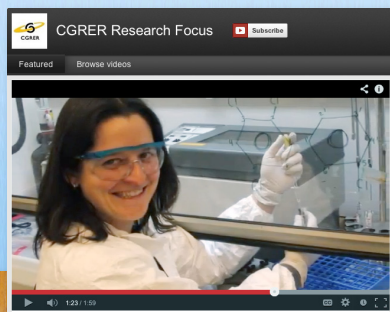 CGRER
CGRER Research Focus
Subscribe
Featured
Browse videos
1:23 / 1:59